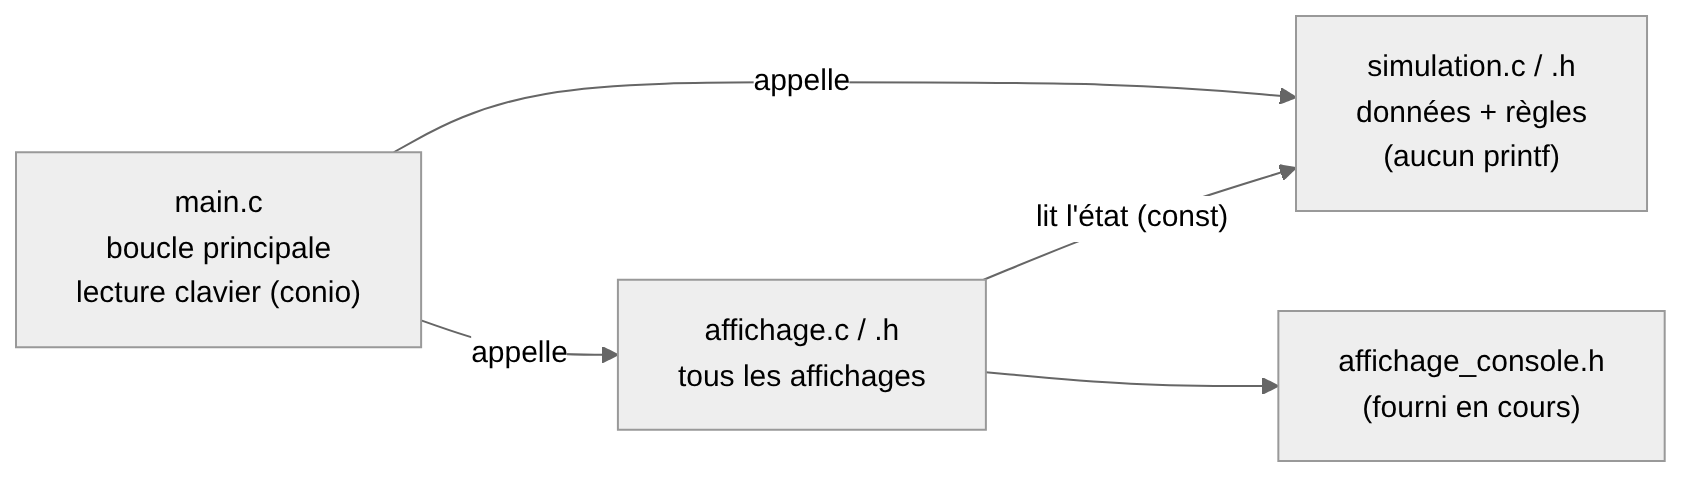 main.c
boucle principale
lecture clavier (conio)
appelle
appelle
affichage.c / .h
tous les affichages
lit l'état (const)
simulation.c / .h
données + règles
(aucun printf)
affichage_console.h
(fourni en cours)